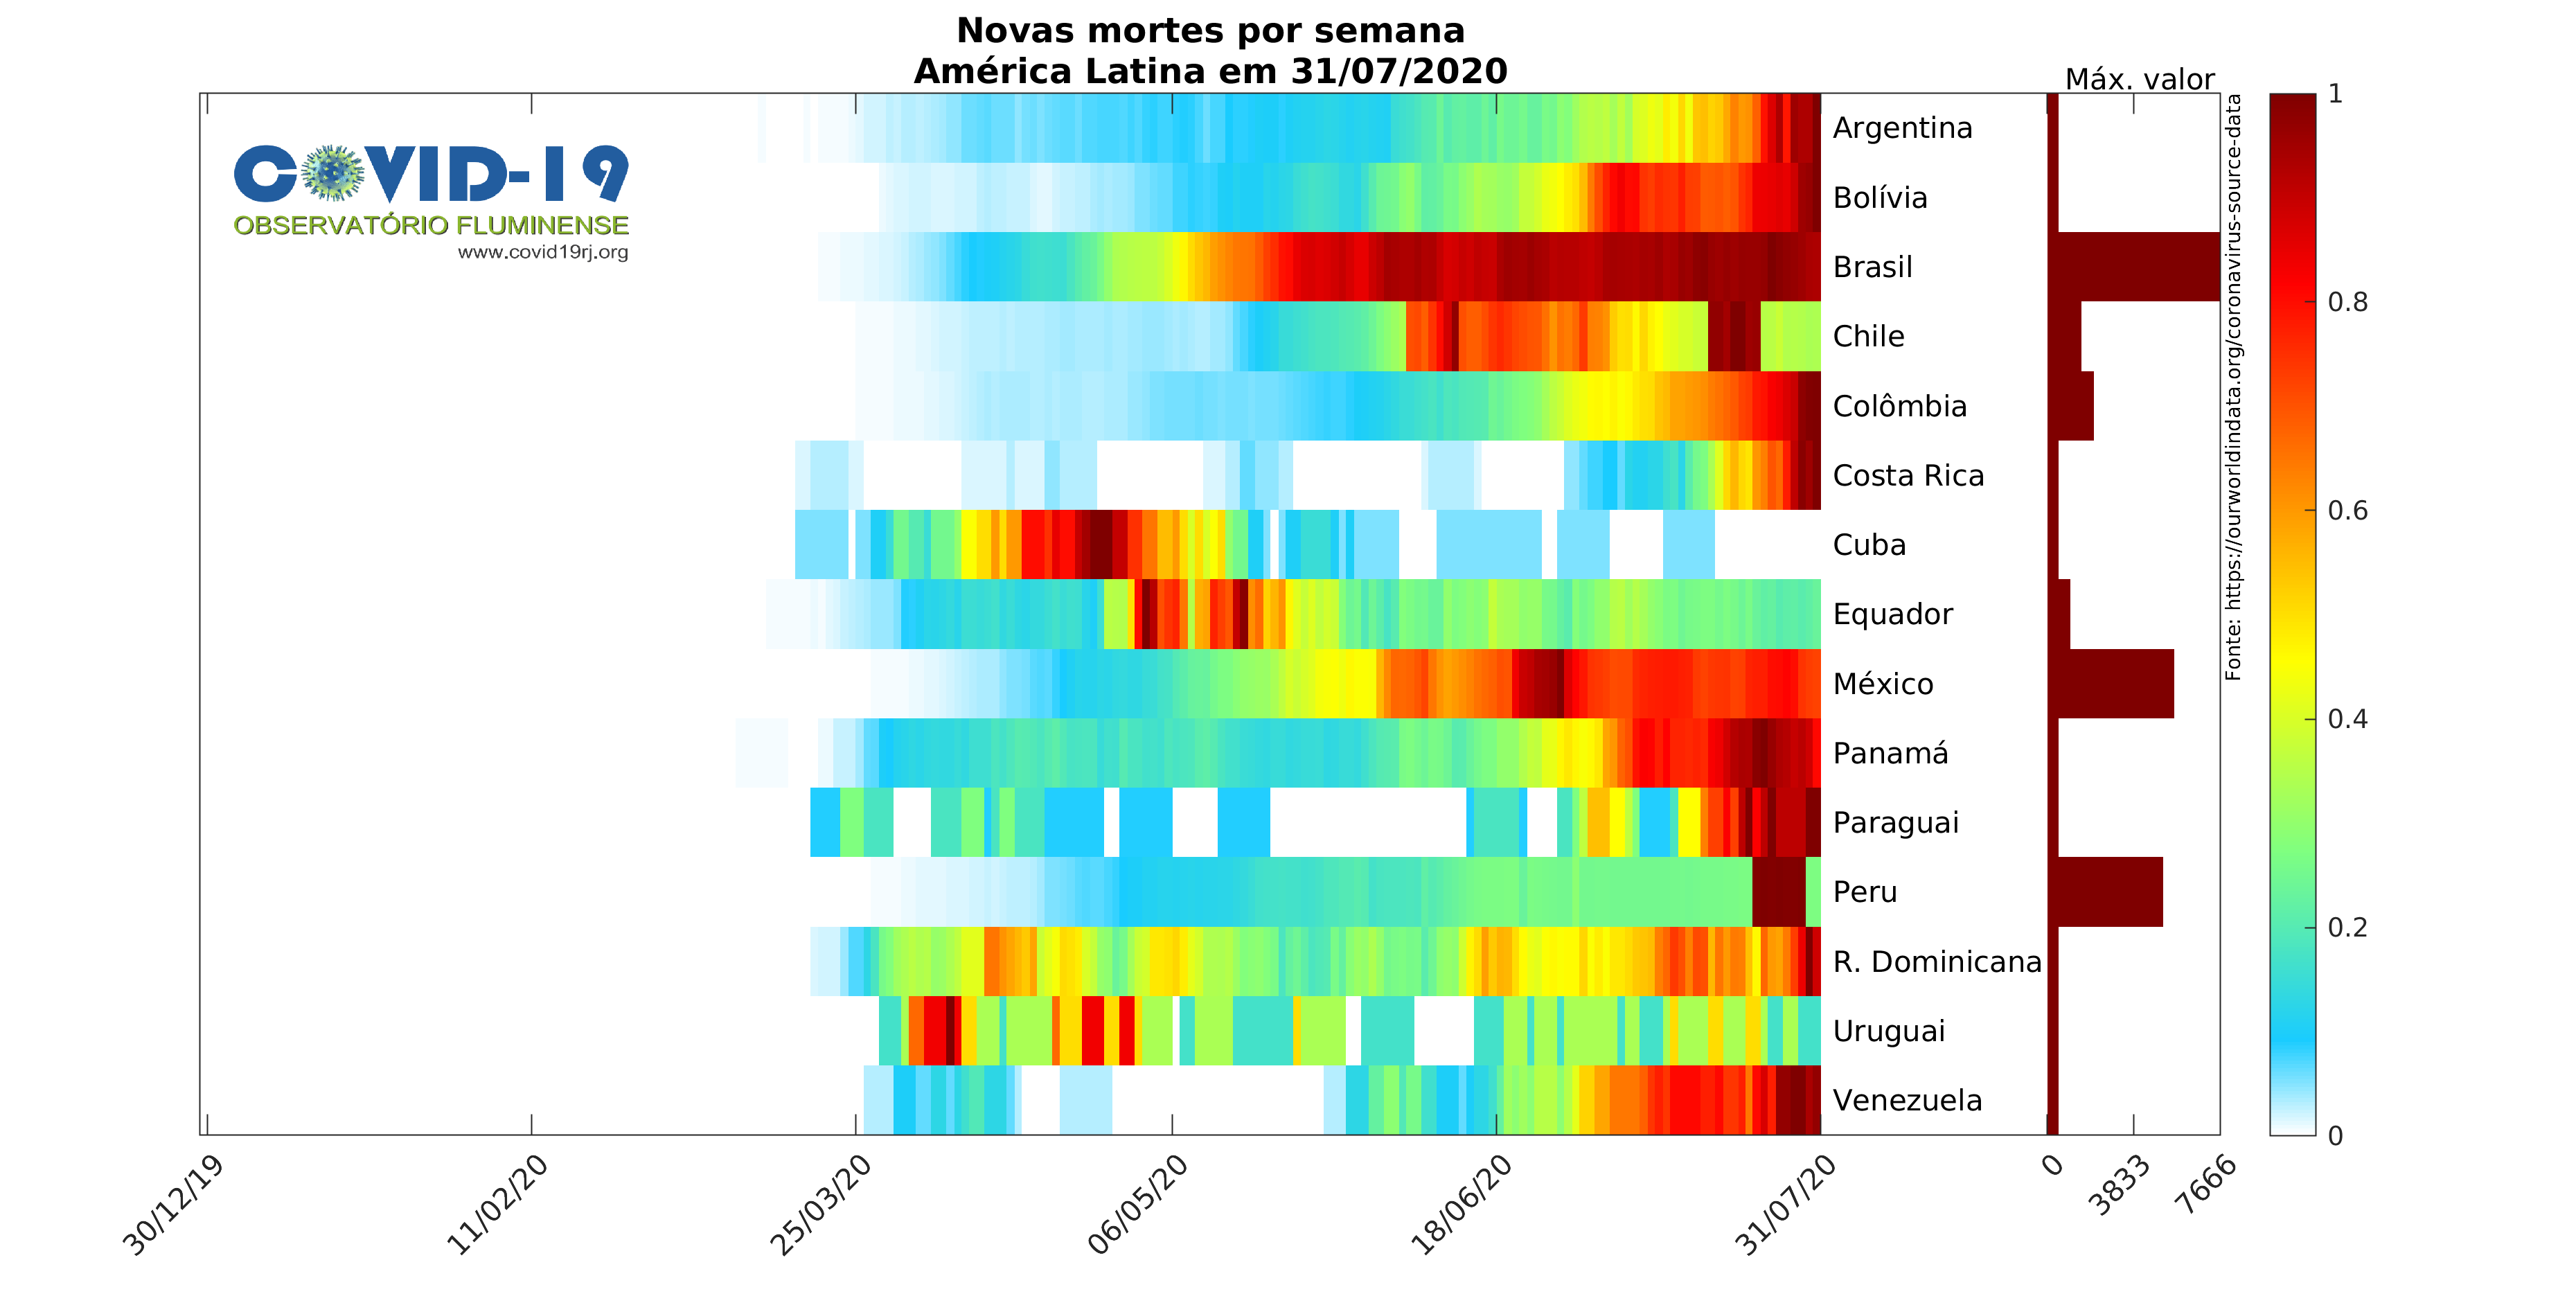 Novas mortes por semana
América Latina em 31/07/2020
COVID-19
OBSERVATÓRIO FLUMINENSE
www.covid19rj.org
Argentina
Bolívia
Brasil
Chile
Colômbia
Costa Rica
Cuba
Equador
México
Panamá
Paraguai
Peru
R. Dominicana
Uruguai
Venezuela
30/12/19
11/02/20
25/03/20
06/05/20
18/06/20
31/07/20
Máx. valor
0
3833
7666
Fonte: https://ourworldindata.org/coronavirus-source-data
1
0.8
0.6
0.4
0.2
0